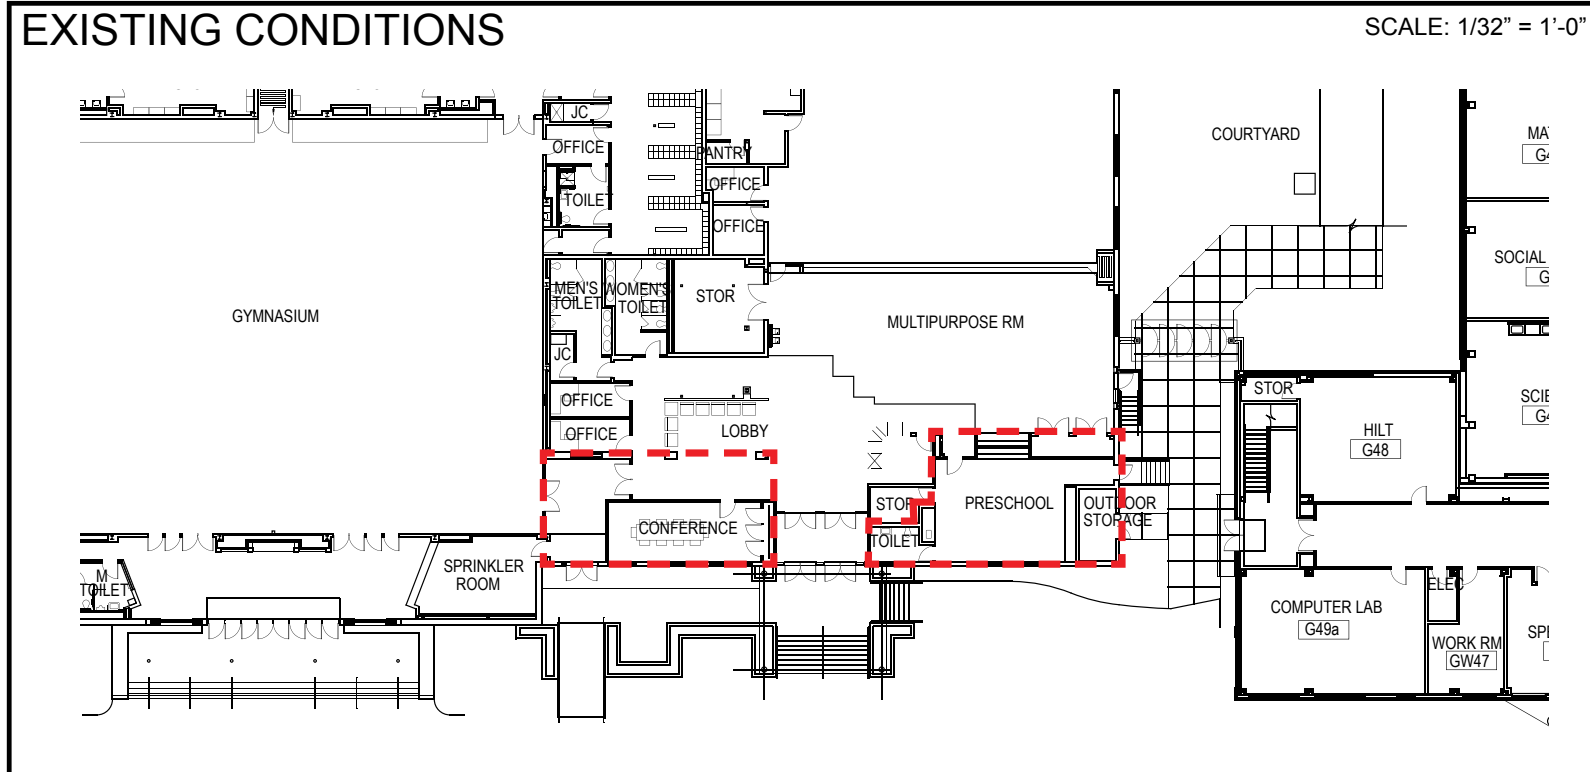 EXISTING CONDITIONS
SCALE: 1/32” = 1’-0”
JC
OFFICE
TOILET
PANTRY
OFFICE
OFFICE
COURTYARD
GYMNASIUM
MEN'S
TOILET
WOMEN'S
TOILET
STOR
MULTIPURPOSE RM
SOCIAL
G
JC
OFFICE
OFFICE
LOBBY
STOR
HILT
G48
STOR
PRESCHOOL
OUTDOOR
STORAGE
CONFERENCE
TOILET
SPRINKLER
ROOM
M
TOILET
COMPUTER LAB
G49a
ELEC
WORK RM
GW47